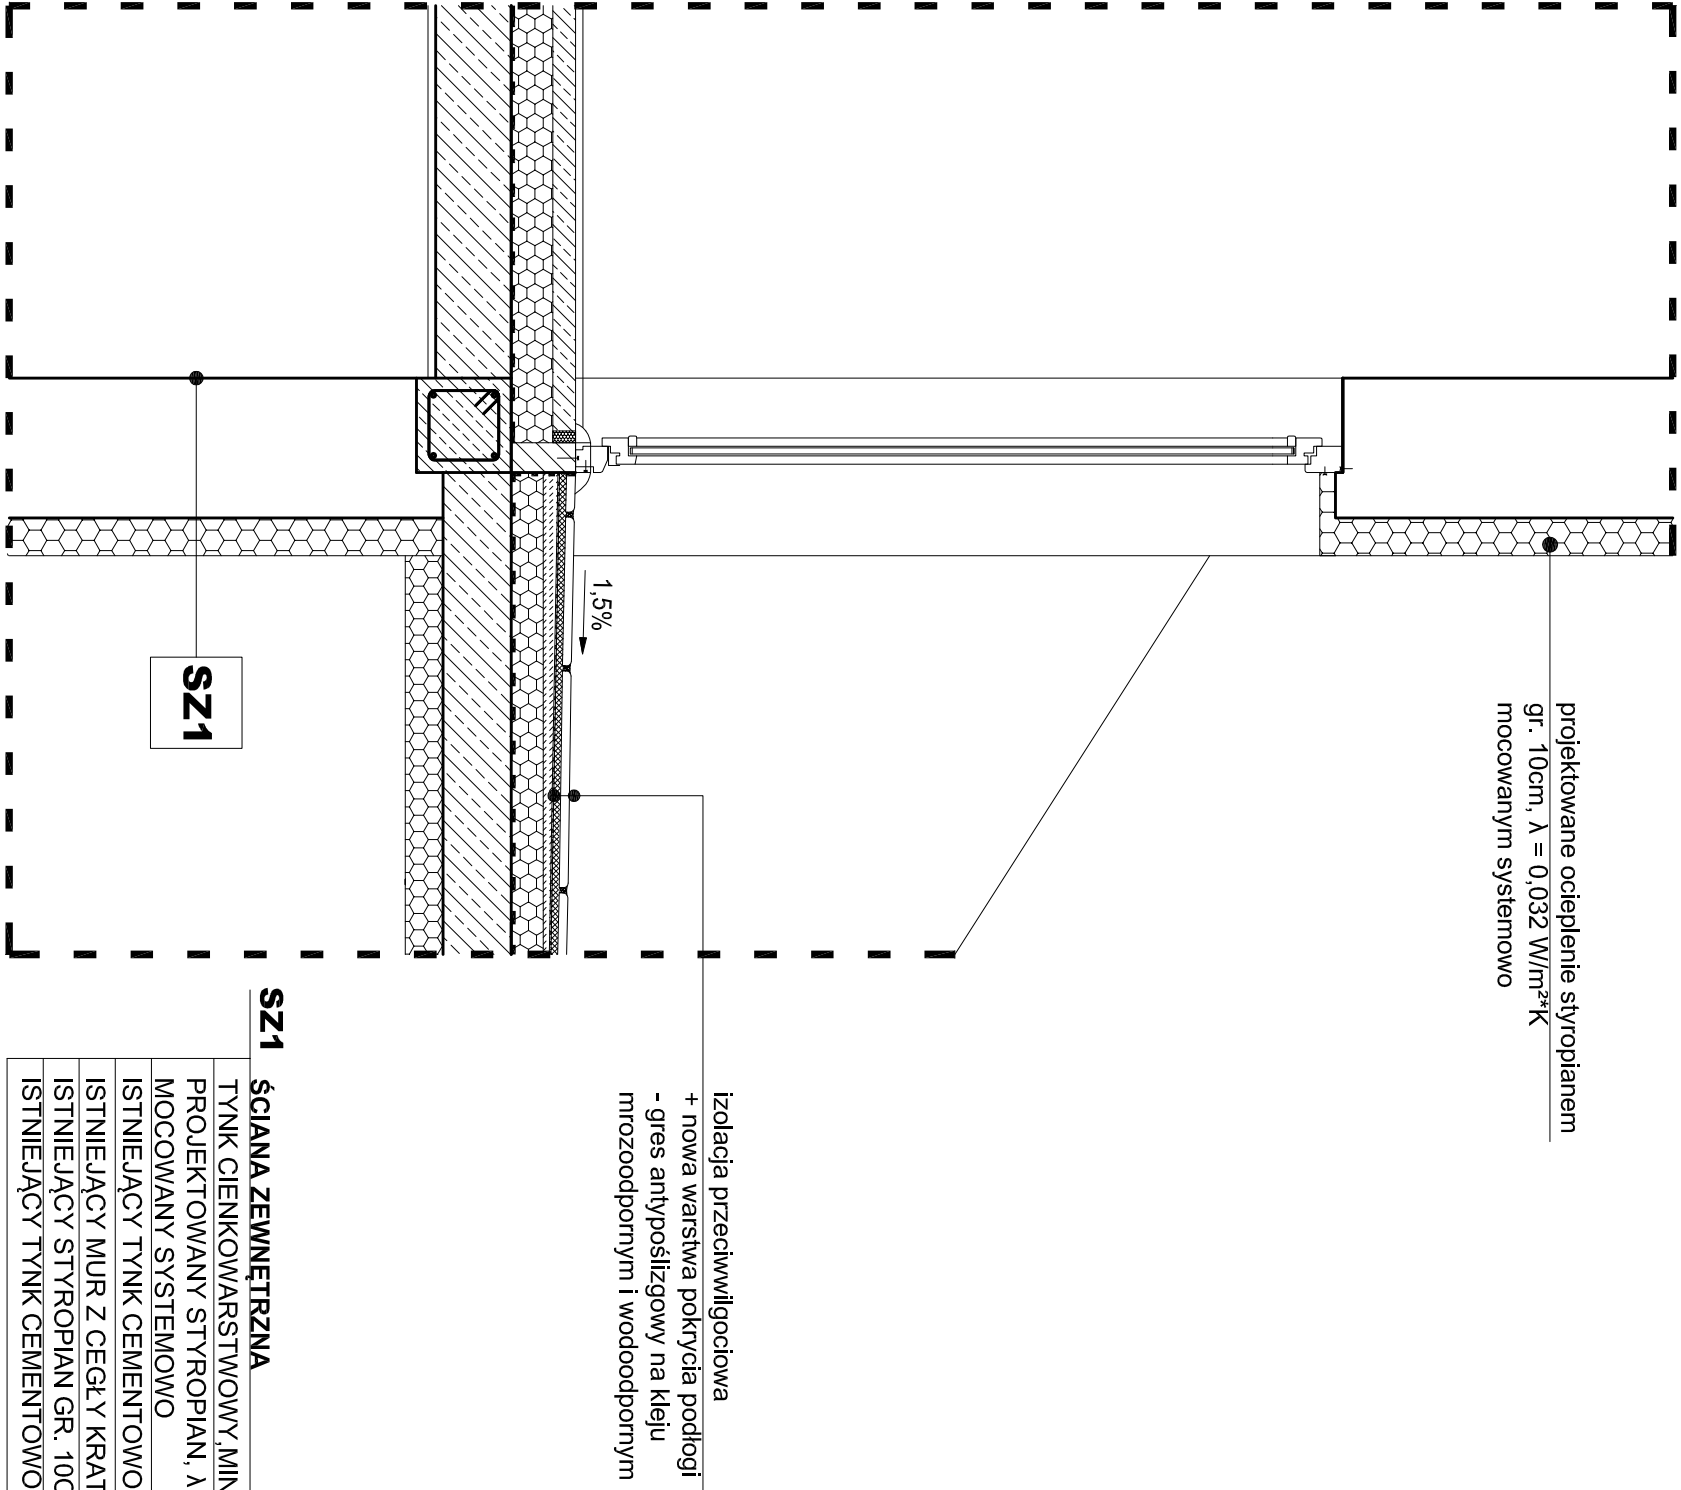 projektowane ocieplenie styropianem
gr. 10cm, λ = 0,032 W/m²*K
mocowanym systemowo
1,5%
SZ1
izolacja przeciwwilgociowa
+ nowa warstwa pokrycia podłogi
- gres antypoślizgowy na kleju
mrozoodpornym i wodoodpornym
SZ1 ŚCIANA ZEWNĘTRZNA
TYNK CIENKOWARSTWOWY, MIN
PROJEKTOWANY STYROPIAN, λ
MOCOWANY SYSTEMOWO
ISTNIEJĄCY TYNK CEMENTOWO
ISTNIEJĄCY MUR Z CEGŁY KRAT
ISTNIEJĄCY STYROPIAN GR. 10C
ISTNIEJĄCY TYNK CEMENTOWO